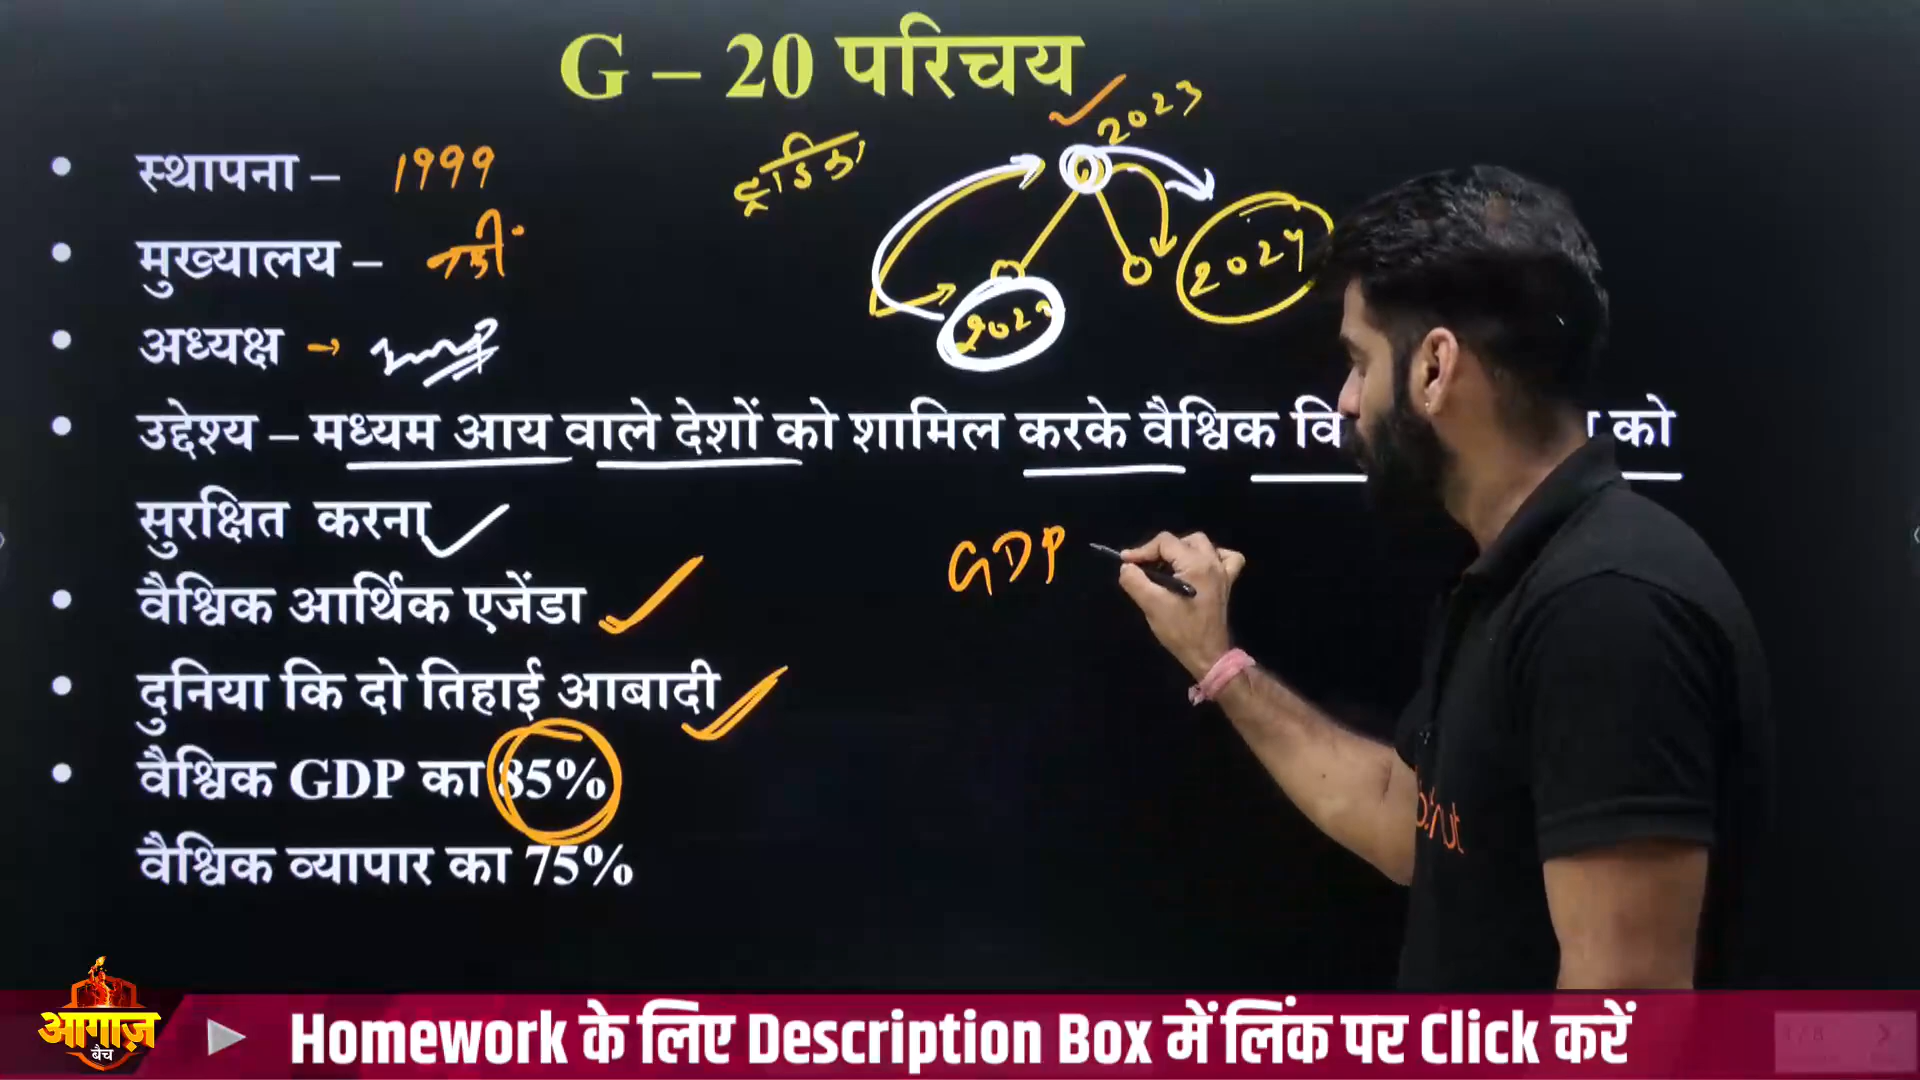 G – 20 परिचय
2023
ट्राईका
स्थापना – 1999
मुख्यालय – नहीं
2024
अध्यक्ष →
उद्देश्य – मध्यम आय वाले देशों को शामिल करके वैश्विक वि को
सुरक्षित करना
GDP
वैश्विक आर्थिक एजेंडा
दुनिया कि दो तिहाई आबादी
वैश्विक GDP का 85%
वैश्विक व्यापार का 75%
आगाज़
बैच
Homework के लिए Description Box में लिंक पर Click करें